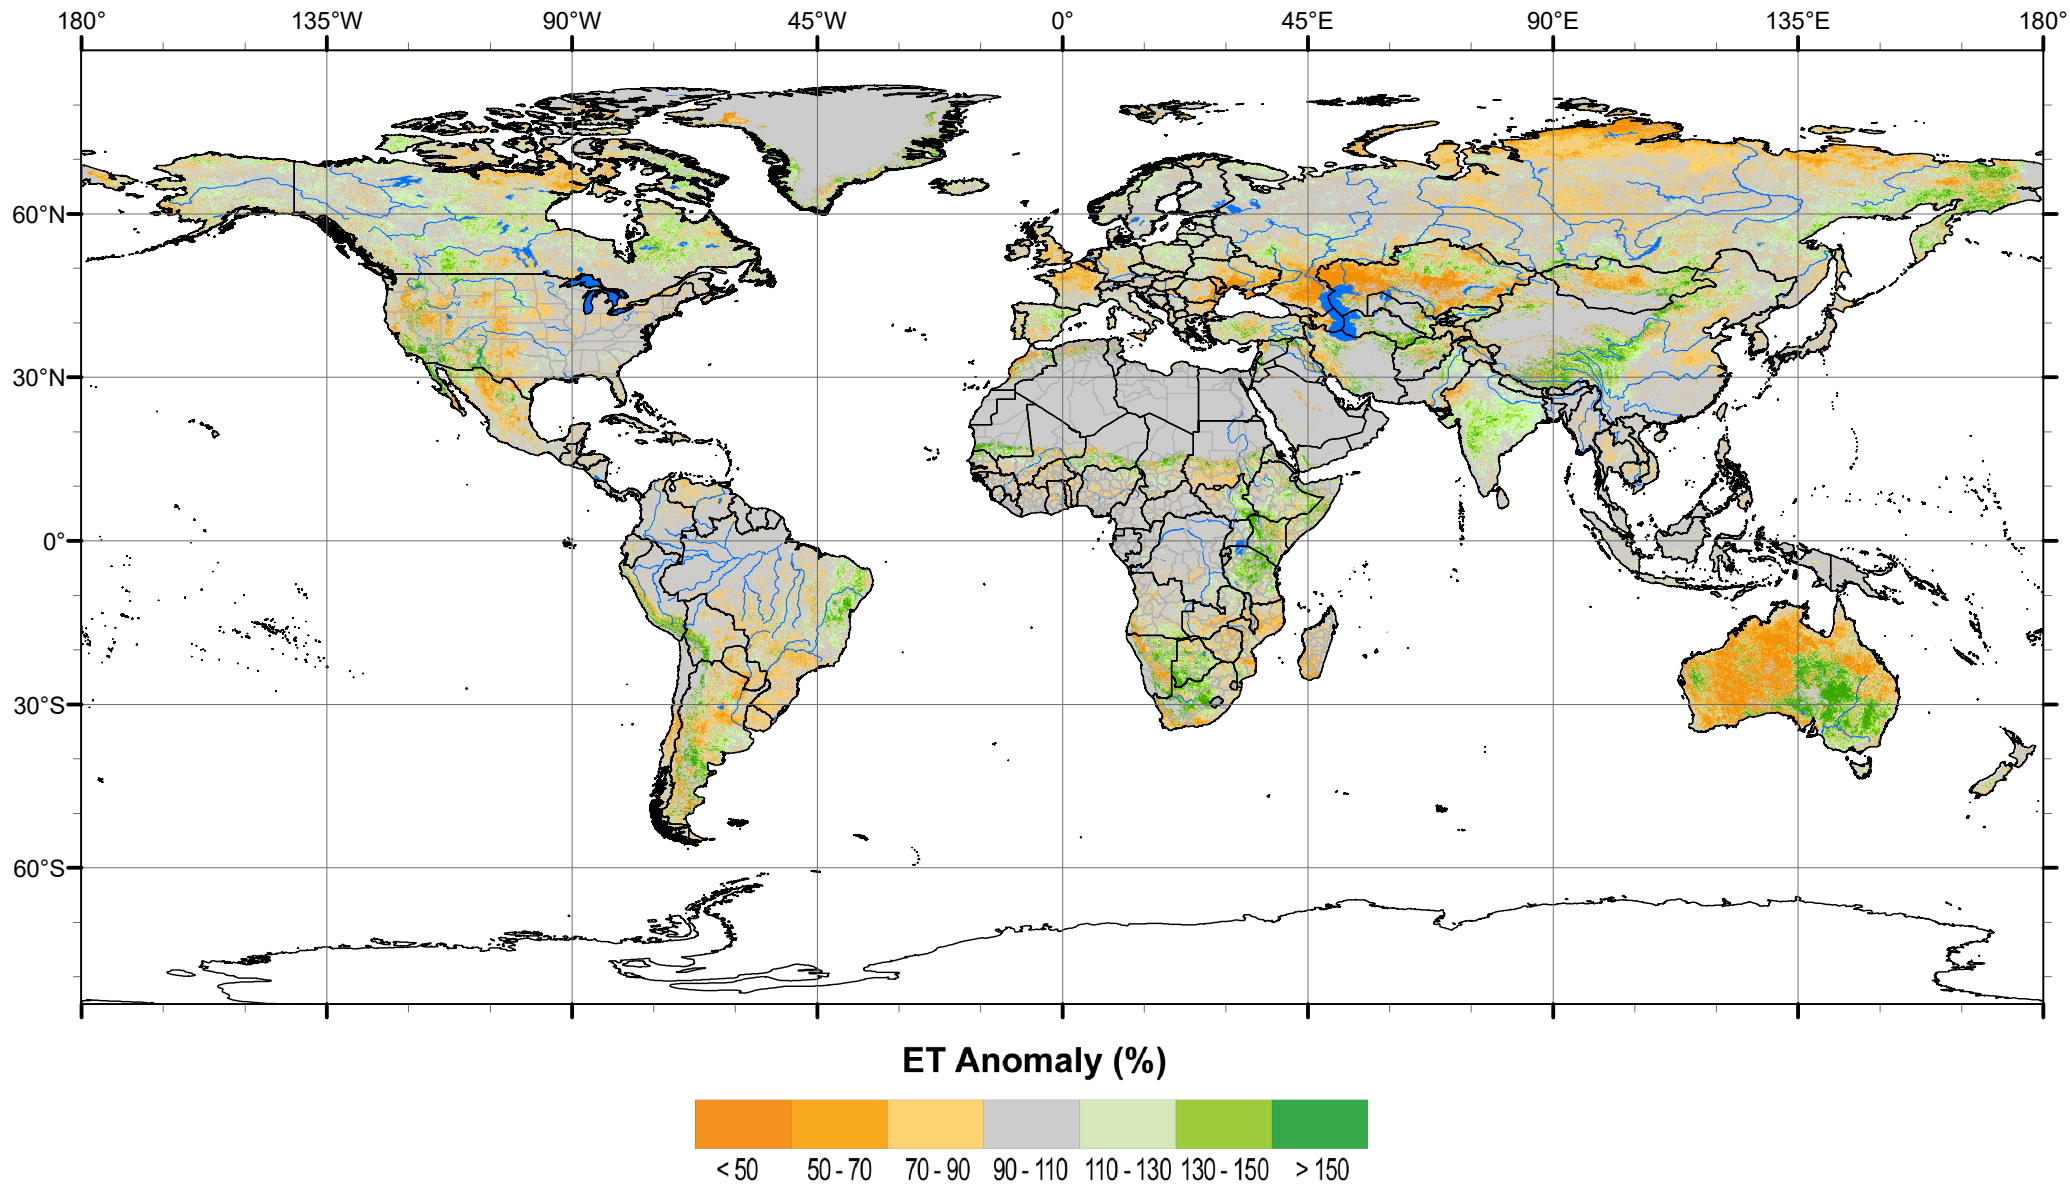 180° 135°W 90°W 45°W 0° 45°E 90°E 135°E 180°
60°N
30°N
0°
30°S
60°S
ET Anomaly (%)
< 50 50 - 70 70 - 90 90 - 110 110 - 130 130 - 150 > 150